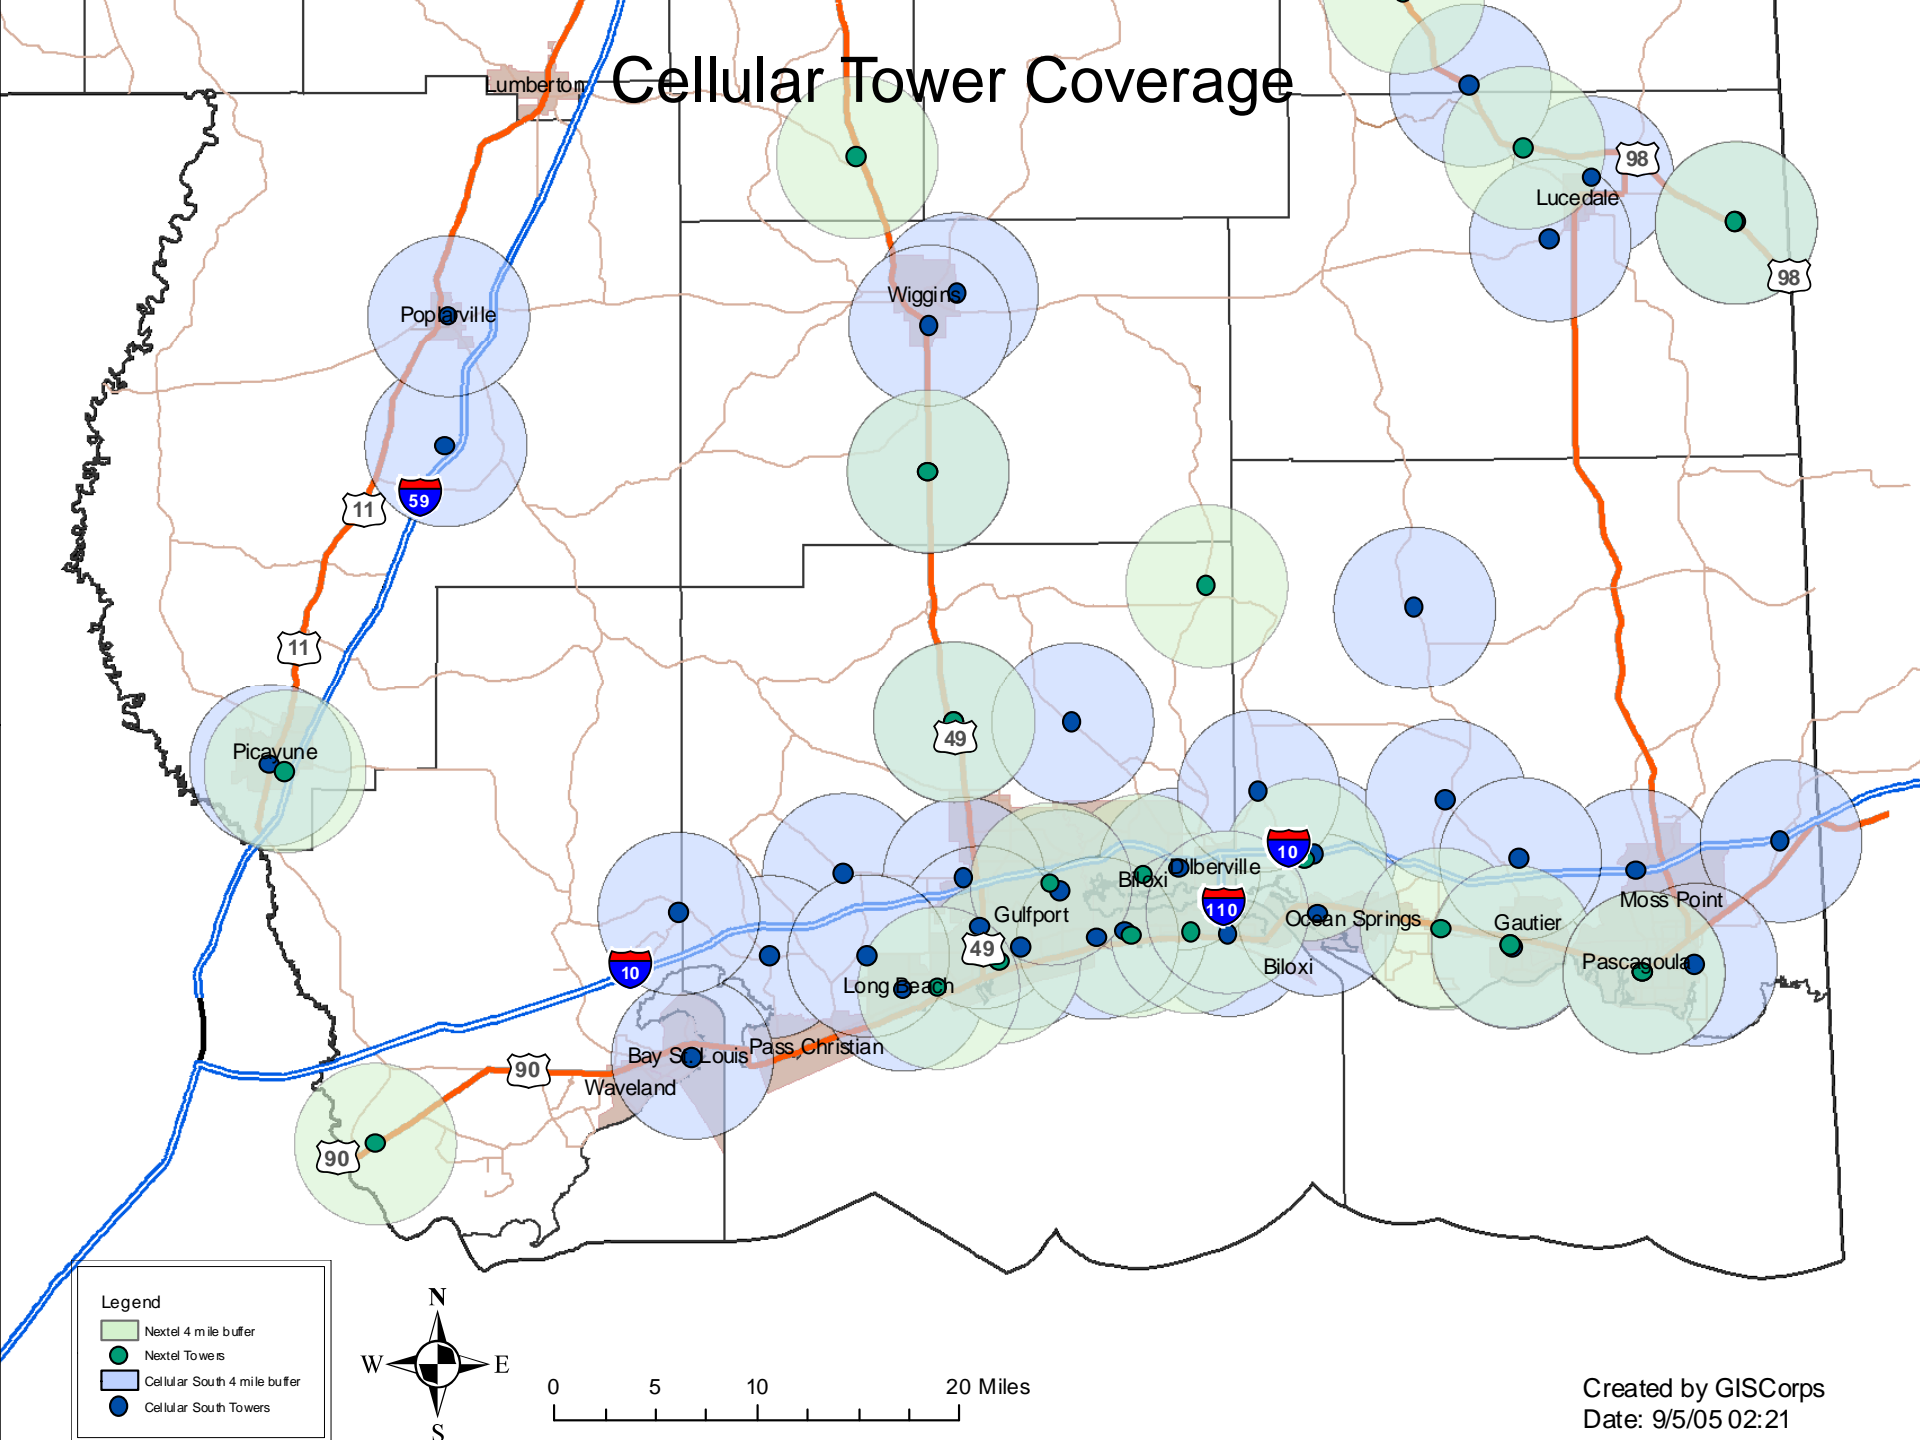 Cellular Tower Coverage
Lumberton
98
Lucedale
98
Wiggins
Poplarville
59
11
11
49
Picayune
10
Dilberville
Biloxi
110
Gulfport
Ocean Springs
Moss Point
Gautier
49
10
Biloxi
Pascagoula
Long Beach
Bay St. Louis
Pass Christian
90
Waveland
90
Legend
Nextel 4 mile buffer
Nextel Towers
Cellular South 4 mile buffer
Cellular South Towers
N
W
E
S
0 5 10 20 Miles
Created by GISCorps
Date: 9/5/05 02:21